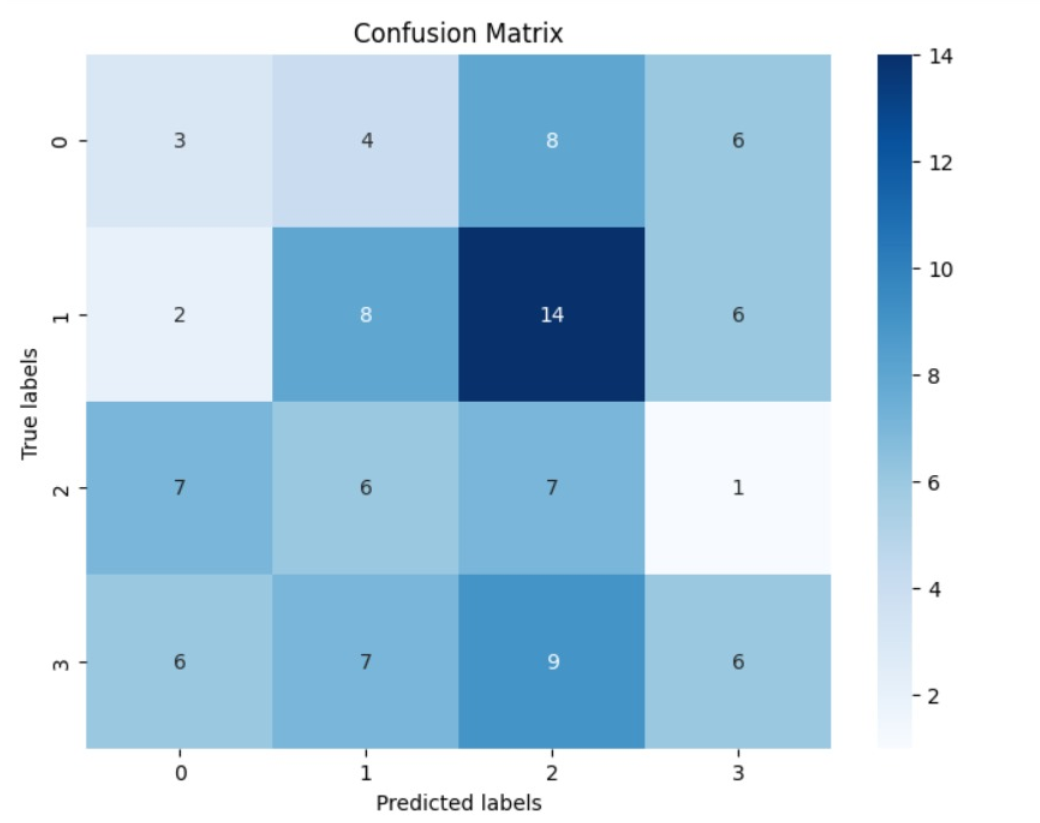 Confusion Matrix
0 3 4 8 6
1 2 8 14 6
2 7 6 7 1
3 6 7 9 6
0 1 2 3
True labels
Predicted labels
14
12
10
8
6
4
2